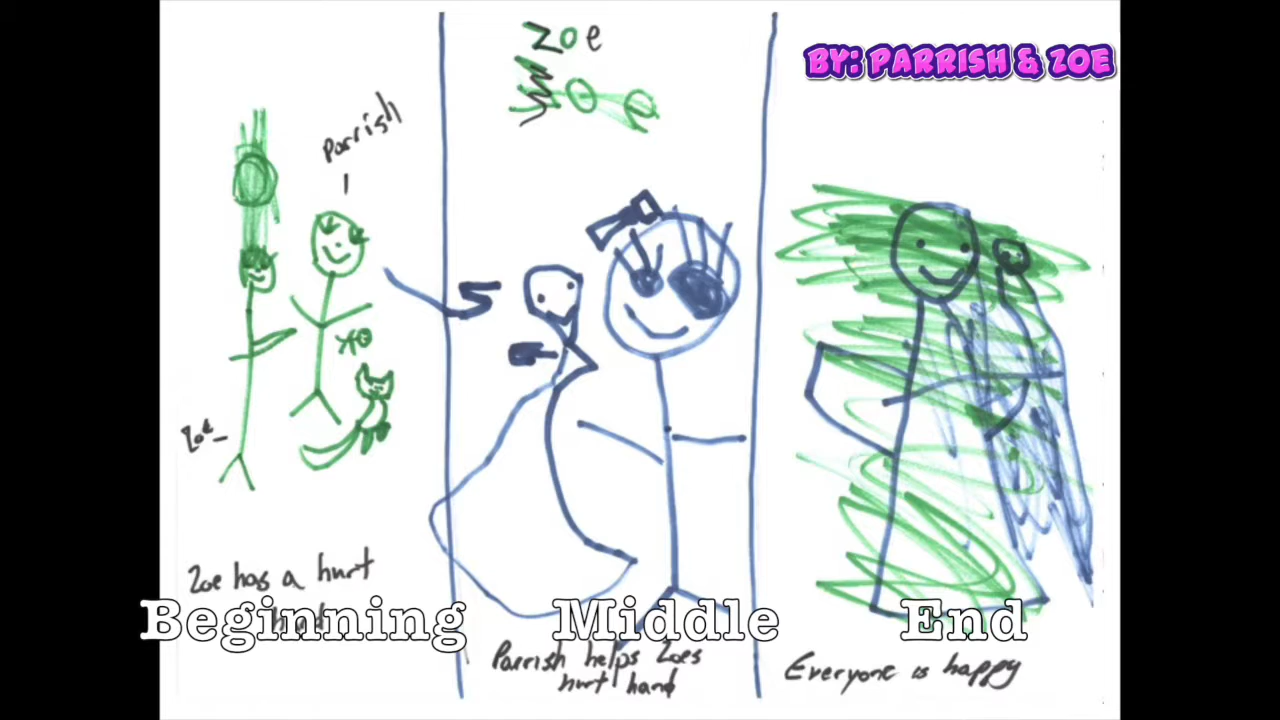 BY: PARRISH & ZOE
Zoe
Zoe
Parrish
Zoe
Zoe has a hurt
Beginning
Middle
End
Parrish helps Zoes
hurt hand
Everyone is happy